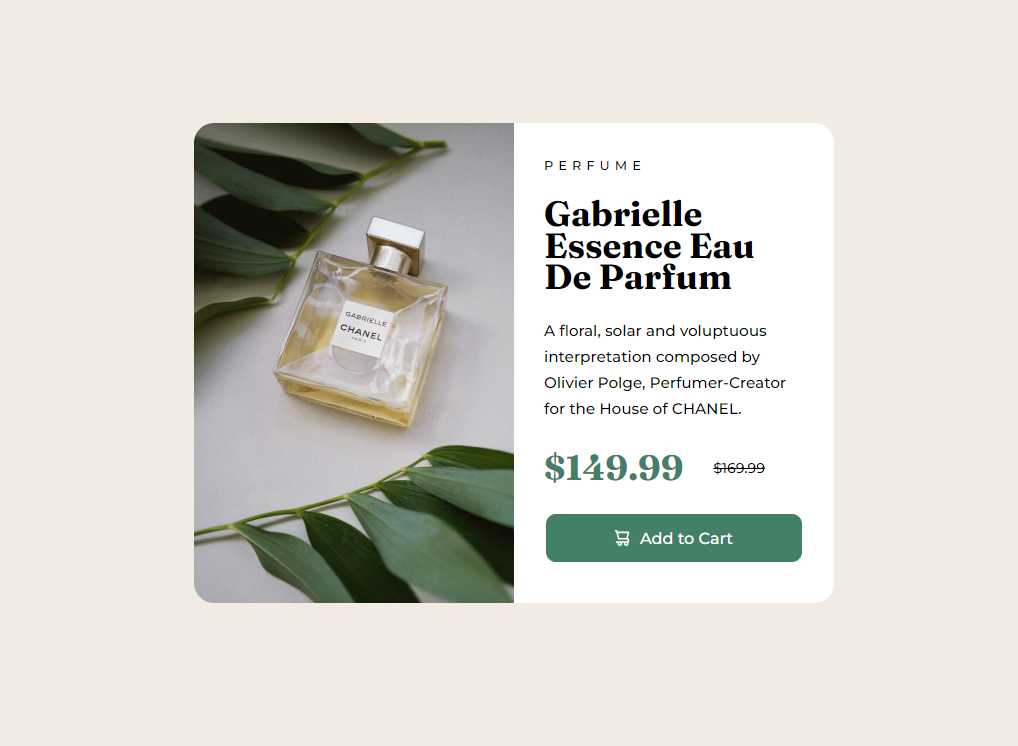 GABRIELLE
CHANEL
PARIS
PERFUME
Gabrielle
Essence Eau
De Parfum
A floral, solar and voluptuous
interpretation composed by
Olivier Polge, Perfumer-Creator
for the House of CHANEL.
$149.99 $169.99
Add to Cart